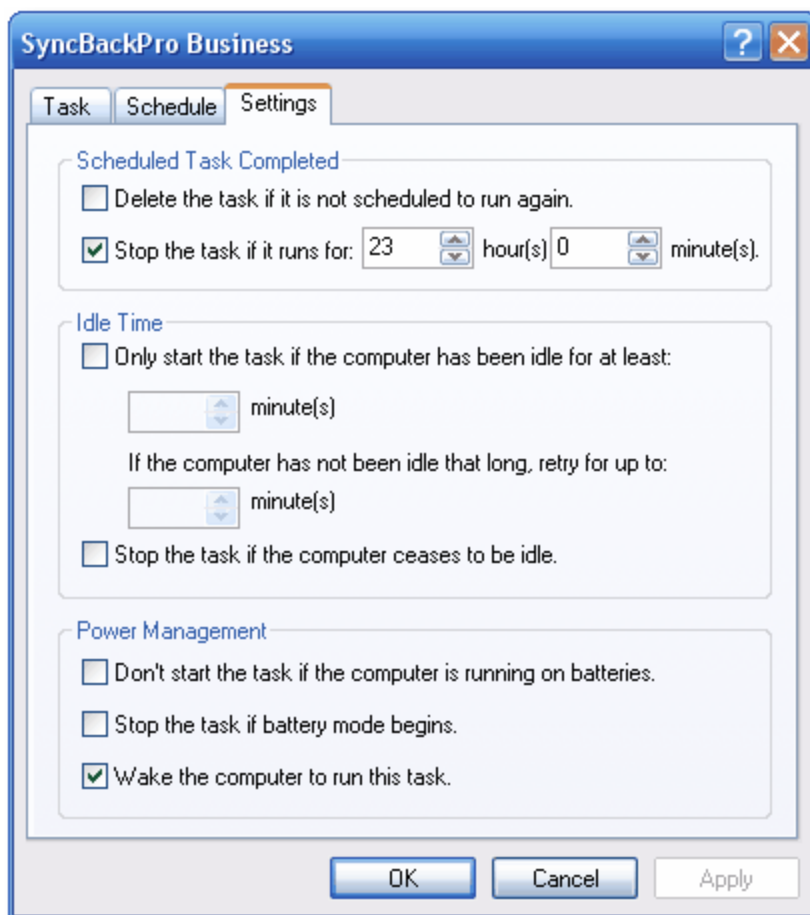 SyncBackPro Business
Task Schedule Settings
Scheduled Task Completed
Delete the task if it is not scheduled to run again.
Stop the task if it runs for: 23 hour(s) 0 minute(s).
Idle Time
Only start the task if the computer has been idle for at least:
minute(s)
If the computer has not been idle that long, retry for up to:
minute(s)
Stop the task if the computer ceases to be idle.
Power Management
Don't start the task if the computer is running on batteries.
Stop the task if battery mode begins.
Wake the computer to run this task.
OK Cancel Apply